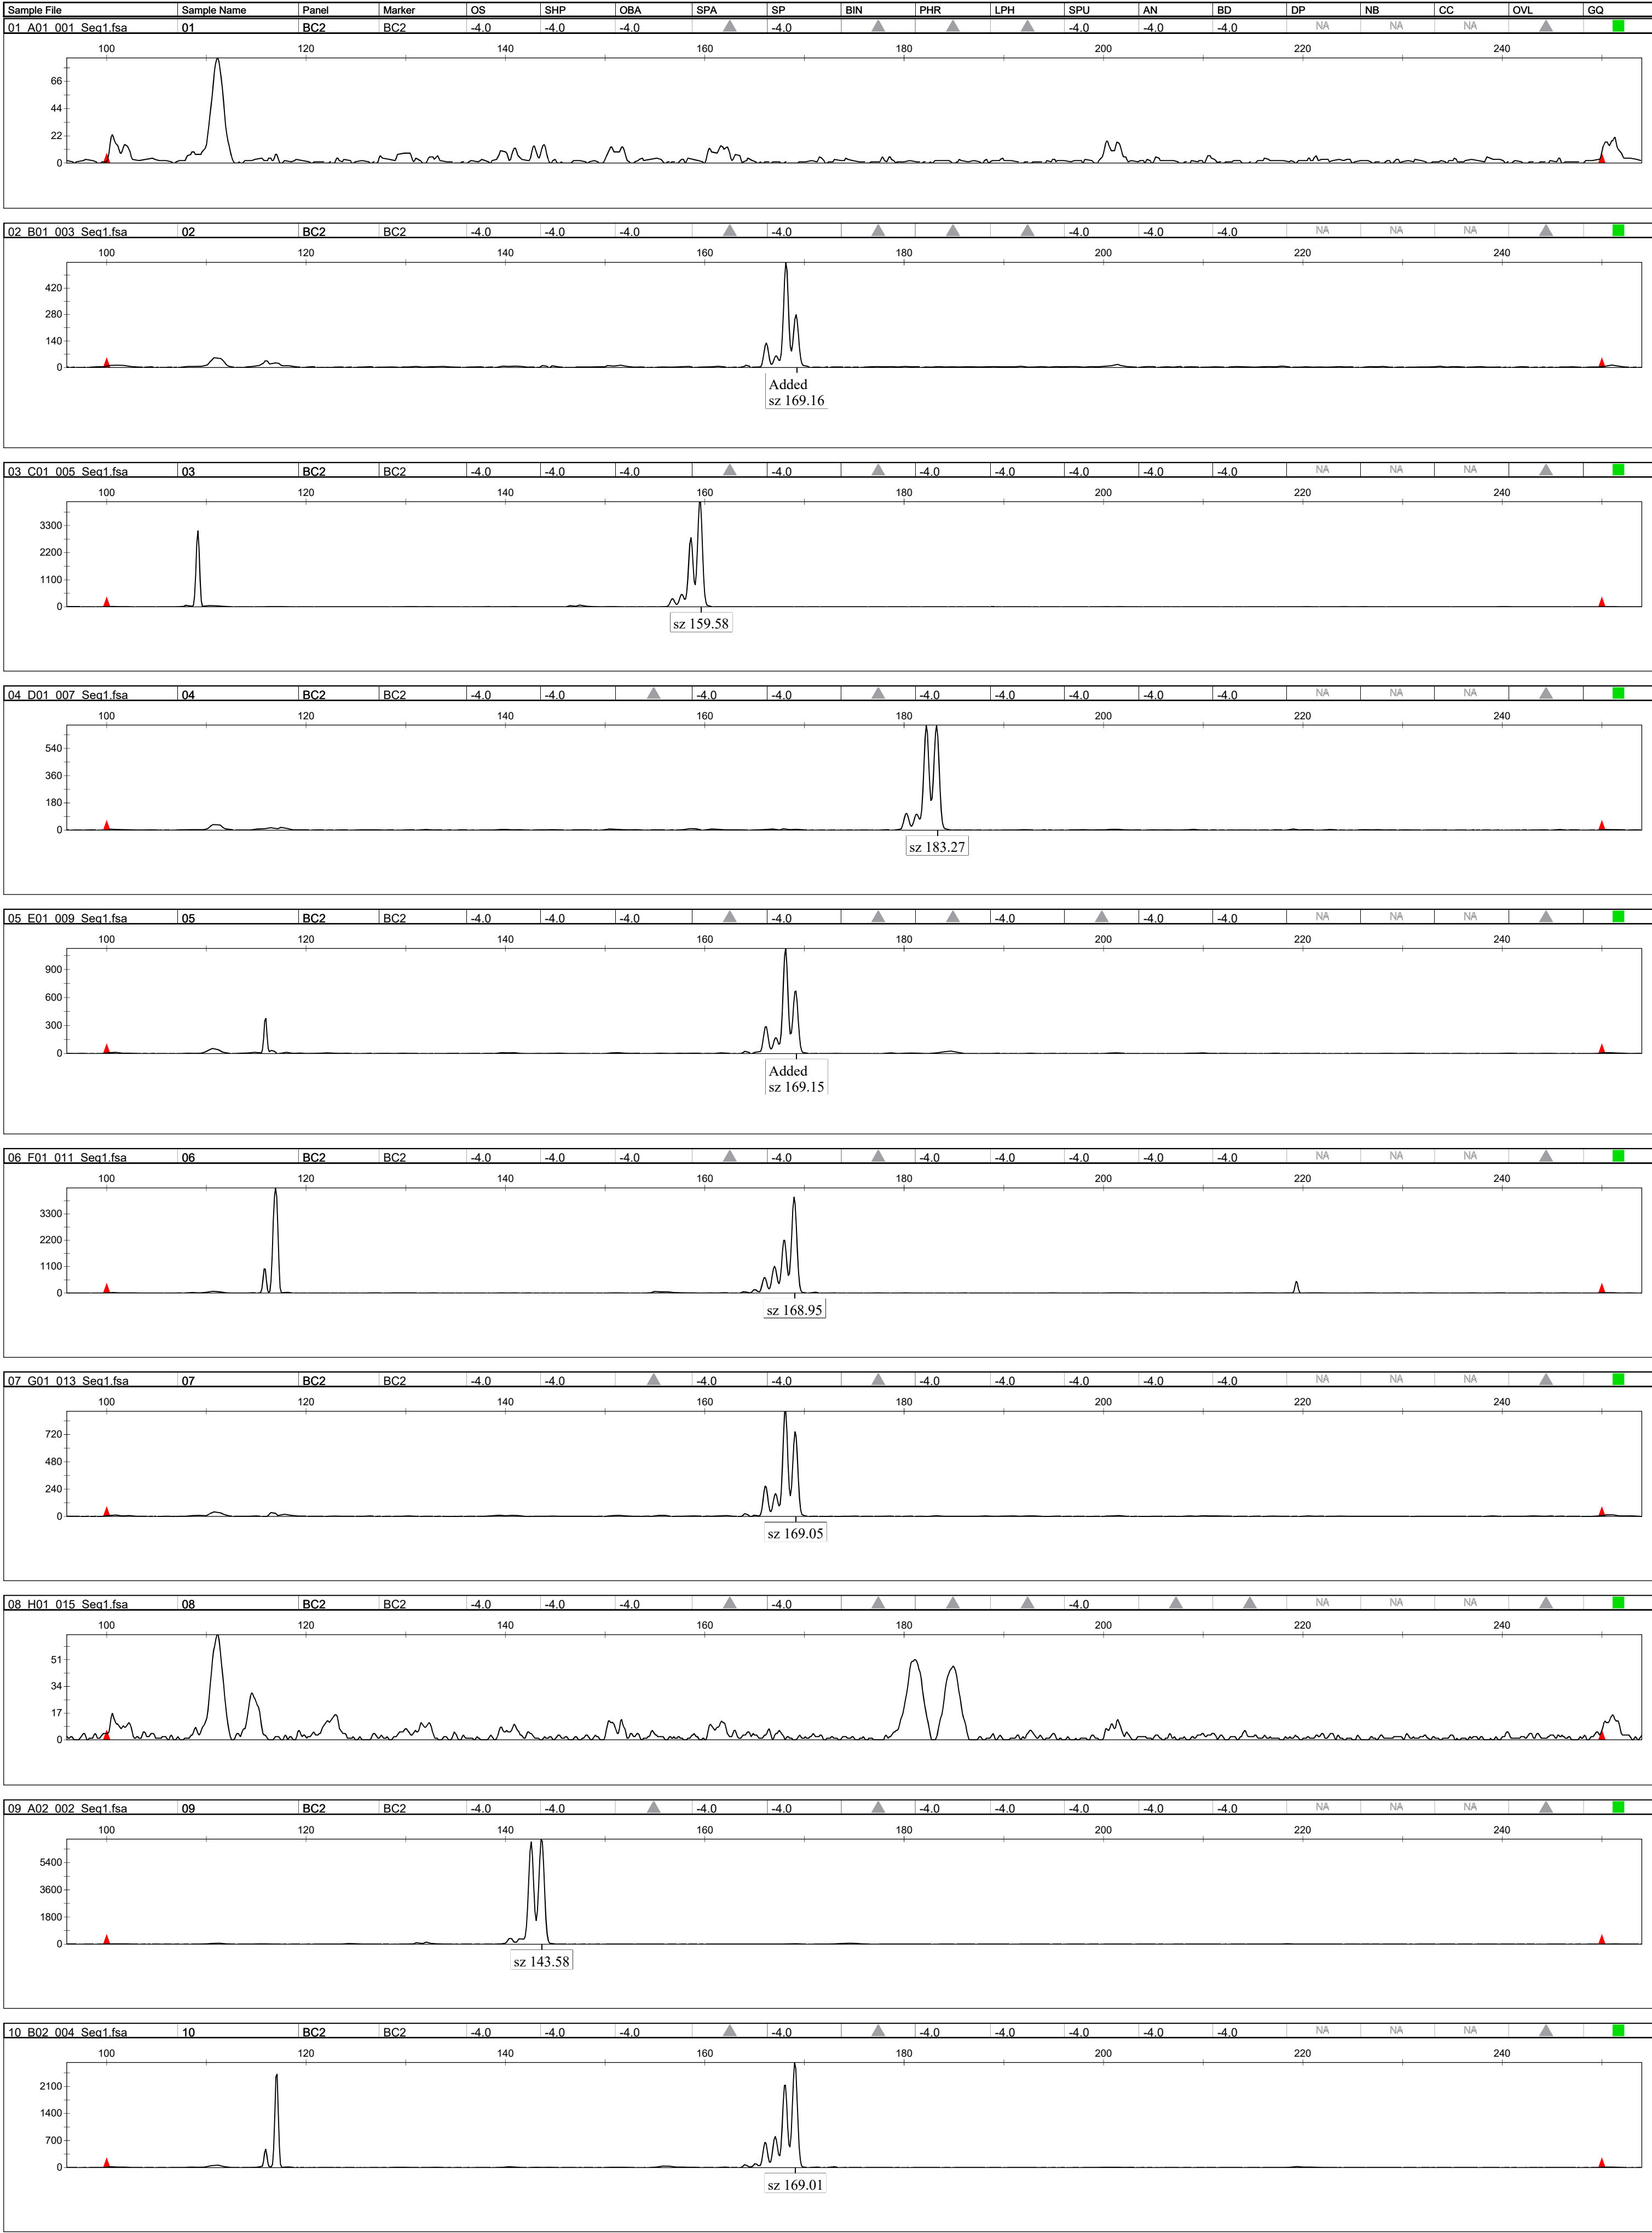 Sample File Sample Name Panel Marker OS SHP OBA SPA SP BIN PHR LPH SPU AN BD DP NB CC OVL GQ
01_A01_001_Seq1.fsa 01 BC2 BC2 -4.0 -4.0 -4.0 -4.0 -4.0 -4.0 -4.0 NA NA NA
100 120 140 160 180 200 220 240
66
44
22
0
02_B01_003_Seq1.fsa 02 BC2 BC2 -4.0 -4.0 -4.0 -4.0 -4.0 -4.0 -4.0 NA NA NA
100 120 140 160 180 200 220 240
420
280
140
0
Added
sz 169.16
03_C01_005_Seq1.fsa 03 BC2 BC2 -4.0 -4.0 -4.0 -4.0 -4.0 -4.0 -4.0 -4.0 -4.0 NA NA NA
100 120 140 160 180 200 220 240
3300
2200
1100
0
sz 159.58
04_D01_007_Seq1.fsa 04 BC2 BC2 -4.0 -4.0 -4.0 -4.0 -4.0 -4.0 -4.0 -4.0 -4.0 NA NA NA
100 120 140 160 180 200 220 240
540
360
180
0
sz 183.27
05_E01_009_Seq1.fsa 05 BC2 BC2 -4.0 -4.0 -4.0 -4.0 -4.0 -4.0 -4.0 NA NA NA
100 120 140 160 180 200 220 240
900
600
300
0
Added
sz 169.15
06_F01_011_Seq1.fsa 06 BC2 BC2 -4.0 -4.0 -4.0 -4.0 -4.0 -4.0 -4.0 -4.0 -4.0 NA NA NA
100 120 140 160 180 200 220 240
3300
2200
1100
0
sz 168.95
07_G01_013_Seq1.fsa 07 BC2 BC2 -4.0 -4.0 -4.0 -4.0 -4.0 -4.0 -4.0 -4.0 -4.0 NA NA NA
100 120 140 160 180 200 220 240
720
480
240
0
sz 169.05
08_H01_015_Seq1.fsa 08 BC2 BC2 -4.0 -4.0 -4.0 -4.0 -4.0 NA NA NA
100 120 140 160 180 200 220 240
51
34
17
0
09_A02_002_Seq1.fsa 09 BC2 BC2 -4.0 -4.0 -4.0 -4.0 -4.0 -4.0 -4.0 -4.0 -4.0 NA NA NA
100 120 140 160 180 200 220 240
5400
3600
1800
0
sz 143.58
10_B02_004_Seq1.fsa 10 BC2 BC2 -4.0 -4.0 -4.0 -4.0 -4.0 -4.0 -4.0 -4.0 -4.0 NA NA NA
100 120 140 160 180 200 220 240
2100
1400
700
0
sz 169.01